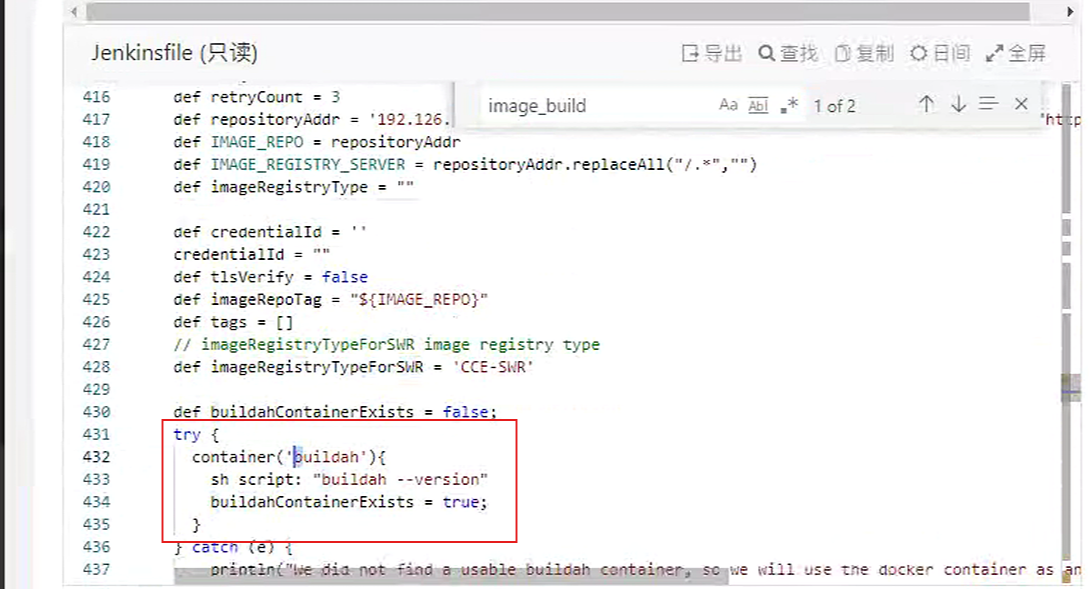 Jenkinsfile (只读) 导出 查找 复制 日间 全屏
image_build Aa Abl .* 1 of 2
416 def retryCount = 3
417 def repositoryAddr = '192.126. "http
418 def IMAGE_REPO = repositoryAddr
419 def IMAGE_REGISTRY_SERVER = repositoryAddr.replaceAll("/.*","")
420 def imageRegistryType = ""
421
422 def credentialId = ''
423 credentialId = ""
424 def tlsVerify = false
425 def imageRepoTag = "${IMAGE_REPO}"
426 def tags = []
427 // imageRegistryTypeForSWR image registry type
428 def imageRegistryTypeForSWR = 'CCE-SWR'
429
430 def buildahContainerExists = false;
431 try {
432 container('buildah'){
433 sh script: "buildah --version"
434 buildahContainerExists = true;
435 }
436 } catch (e) {
437 println("We did not find a usable buildah container, so we will use the docker container as an